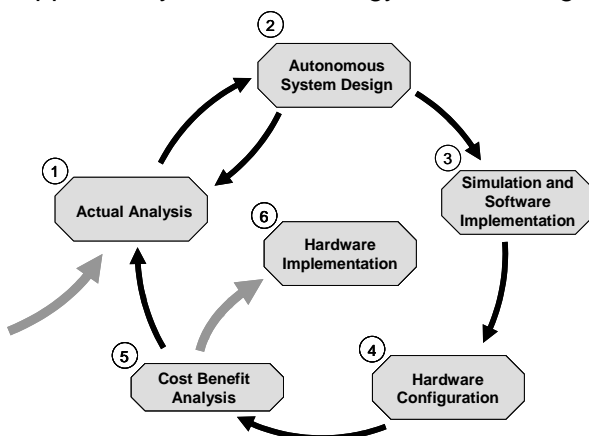 2
Autonomous
System Design
1
Actual Analysis
3
Simulation and
Software
Implementation
6
Hardware
Implementation
5
Cost Benefit
Analysis
4
Hardware
Configuration